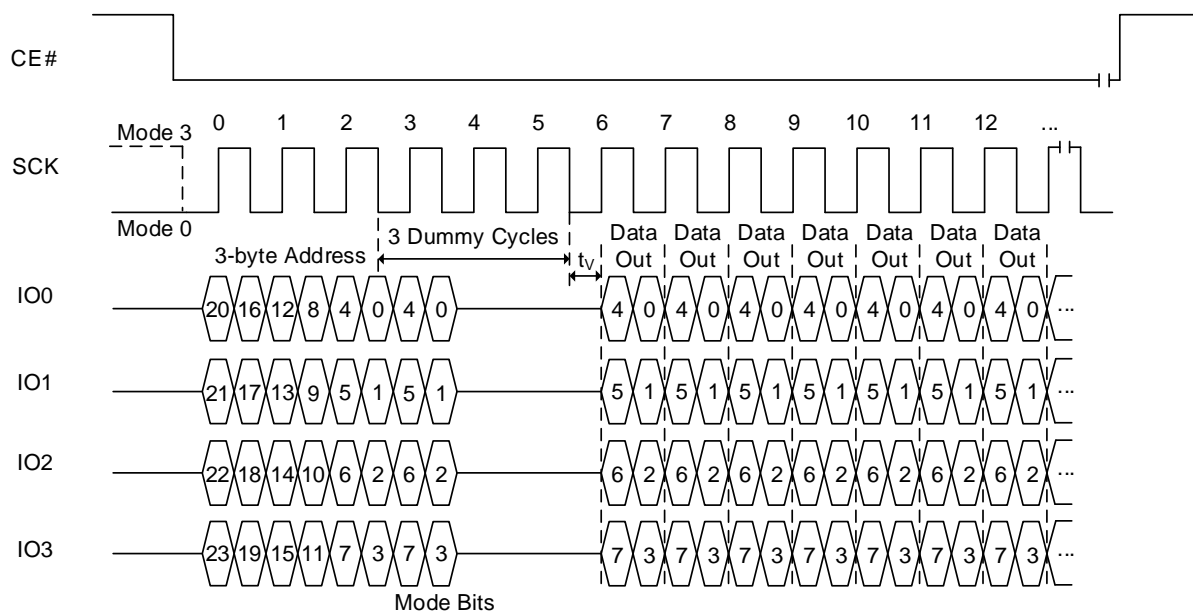 CE#
0 1 2 3 4 5 6 7 8 9 10 11 12 ...
Mode 3
SCK
Mode 0
3-byte Address
3 Dummy Cycles
tV
Data Data Data Data Data Data Data
Out Out Out Out Out Out Out
IO0 20 16 12 8 4 0 4 0 4 0 4 0 4 0 4 0 4 0 4 0 4 0 ...
IO1 21 17 13 9 5 1 5 1 5 1 5 1 5 1 5 1 5 1 5 1 5 1 ...
IO2 22 18 14 10 6 2 6 2 6 2 6 2 6 2 6 2 6 2 6 2 6 2 ...
IO3 23 19 15 11 7 3 7 3 7 3 7 3 7 3 7 3 7 3 7 3 7 3 ...
Mode Bits